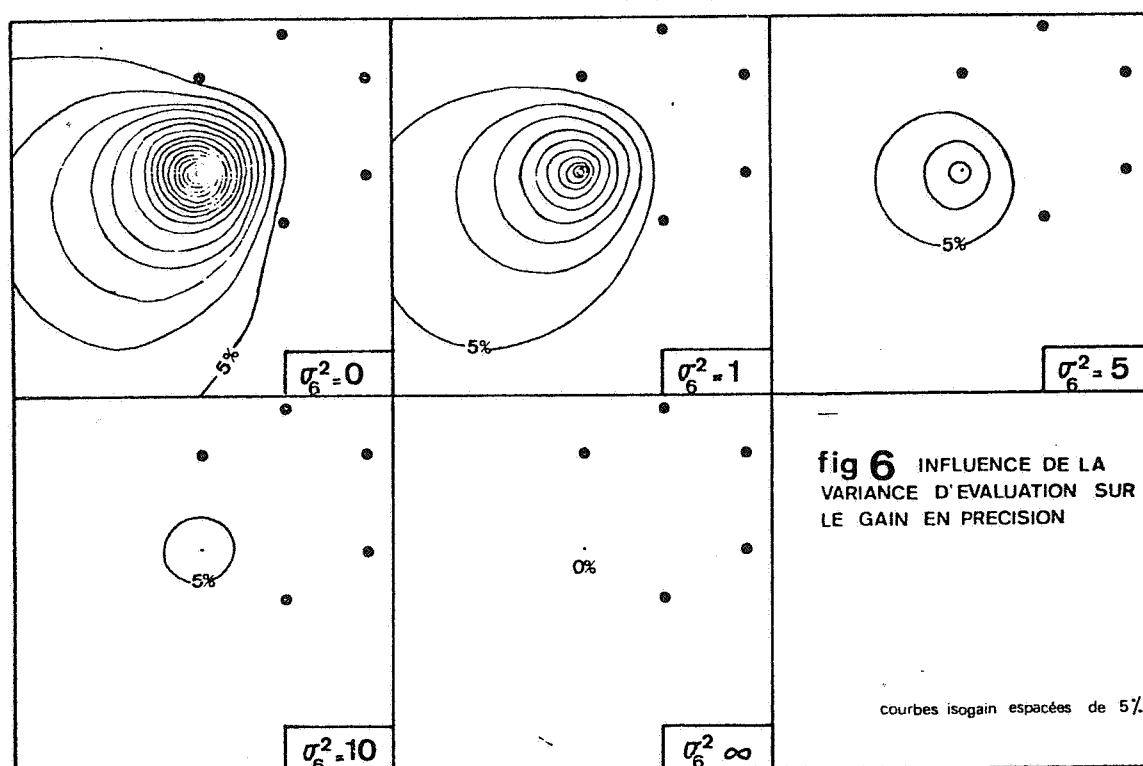 5%
σ₆²=0
5%
σ₆²=1
5%
σ₆²=5
5%
σ₆²=10
0%
σ₆² ∞
fig 6 INFLUENCE DE LA
VARIANCE D'EVALUATION SUR
LE GAIN EN PRECISION
courbes isogain espacées de 5%